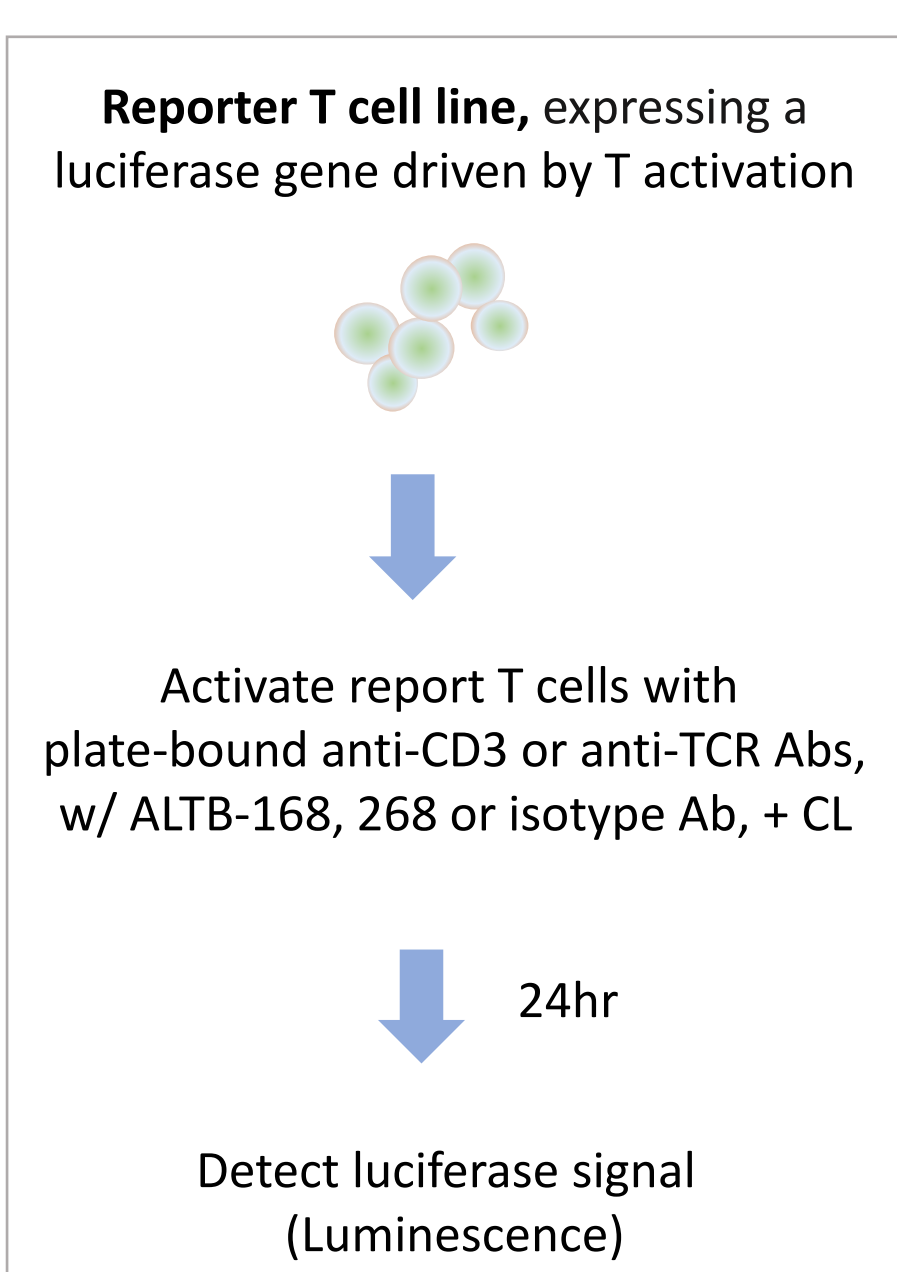 Reporter T cell line, expressing a
luciferase gene driven by T activation
Activate report T cells with
plate-bound anti-CD3 or anti-TCR Abs,
w/ ALTB-168, 268 or isotype Ab, + CL
24hr
Detect luciferase signal
(Luminescence)